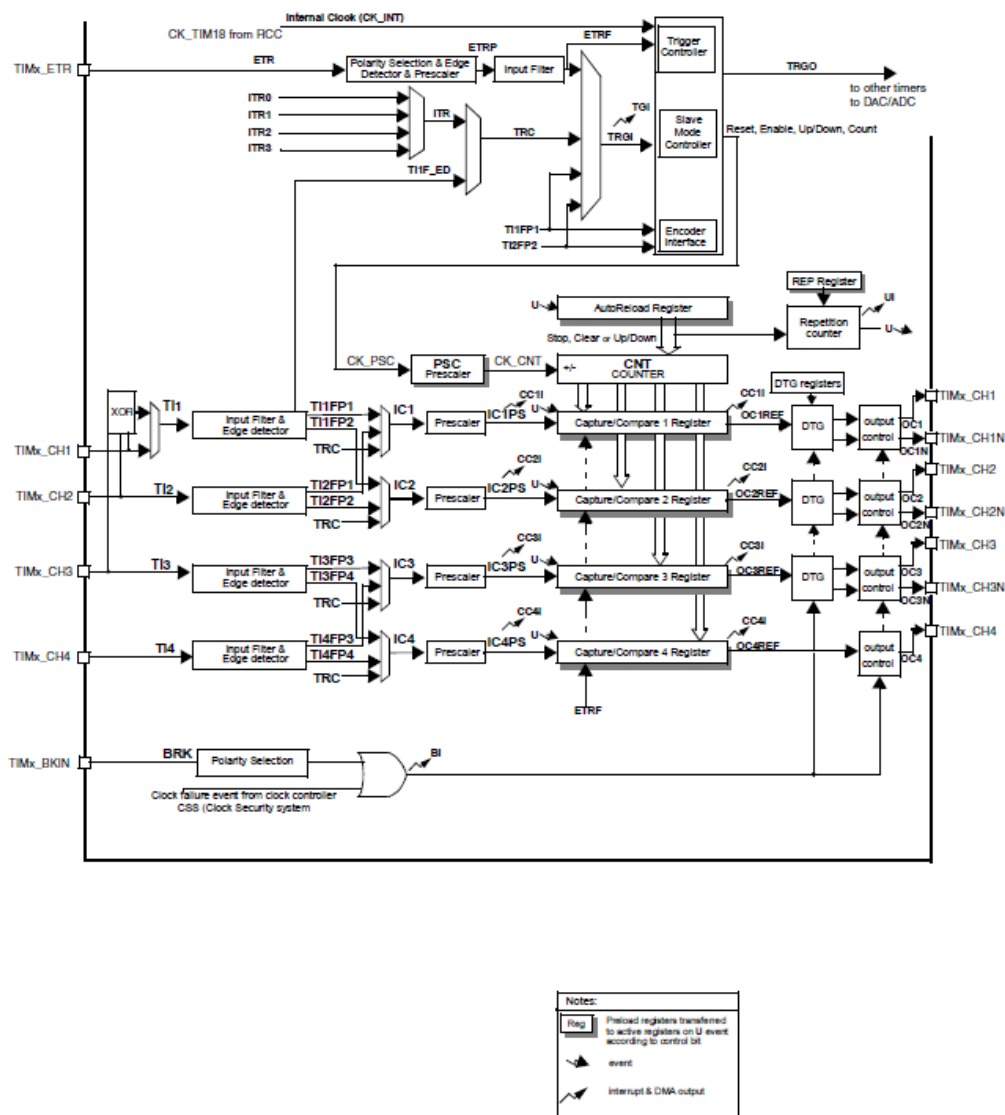 Internal Clock (CK_INT)
CK_TIM18 from RCC
ETRF
Trigger
Controller
TRGO
to other timers
to DAC/ADC
TIMx_ETR
ETR
Polarity Selection & Edge
Detector & Prescaler
ETRP
Input Filter
ITR0
ITR1
ITR2
ITR3
ITR
TRC
TI1F_ED
TGI
TRGI
Slave
Mode
Controller
Reset, Enable, Up/Down, Count
TI1FP1
TI2FP2
Encoder
Interface
REP Register
UI
Repetition
counter
U
U
AutoReload Register
Stop, Clear or Up/Down
CK_PSC
PSC
Prescaler
CK_CNT
+/-
CNT
COUNTER
DTG registers
XOR
TI1
Input Filter &
Edge detector
TI1FP1
TI1FP2
TRC
IC1
Prescaler
IC1PS
CC1I
U
Capture/Compare 1 Register
CC1I
OC1REF
DTG
output
control
OC1
OC1N
TIMx_CH1
TIMx_CH1N
TIMx_CH1
TIMx_CH2
TI2
Input Filter &
Edge detector
TI2FP1
TI2FP2
TRC
IC2
Prescaler
IC2PS
CC2I
U
Capture/Compare 2 Register
CC2I
OC2REF
DTG
output
control
OC2
OC2N
TIMx_CH2
TIMx_CH2N
TIMx_CH3
TI3
Input Filter &
Edge detector
TI3FP3
TI3FP4
TRC
IC3
Prescaler
IC3PS
CC3I
U
Capture/Compare 3 Register
CC3I
OC3REF
DTG
output
control
OC3
OC3N
TIMx_CH3
TIMx_CH3N
TIMx_CH4
TI4
Input Filter &
Edge detector
TI4FP3
TI4FP4
TRC
IC4
Prescaler
IC4PS
CC4I
U
Capture/Compare 4 Register
CC4I
OC4REF
output
control
OC4
TIMx_CH4
ETRF
TIMx_BKIN
BRK
Polarity Selection
BI
Clock failure event from clock controller
CSS (Clock Security system
Notes:
Reg
Preload registers transferred
to active registers on U event
according to control bit
event
interrupt & DMA output